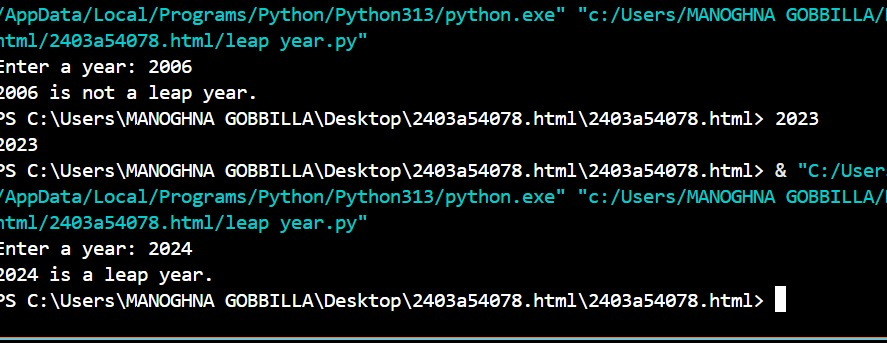 /AppData/Local/Programs/Python/Python313/python.exe" "c:/Users/MANOGHNA GOBBILLA/
html/2403a54078.html/leap year.py"
Enter a year: 2006
2006 is not a leap year.
PS C:\Users\MANOGHNA GOBBILLA\Desktop\2403a54078.html\2403a54078.html> 2023
2023
PS C:\Users\MANOGHNA GOBBILLA\Desktop\2403a54078.html\2403a54078.html> & "C:/User
/AppData/Local/Programs/Python/Python313/python.exe" "c:/Users/MANOGHNA GOBBILLA/
html/2403a54078.html/leap year.py"
Enter a year: 2024
2024 is a leap year.
PS C:\Users\MANOGHNA GOBBILLA\Desktop\2403a54078.html\2403a54078.html>